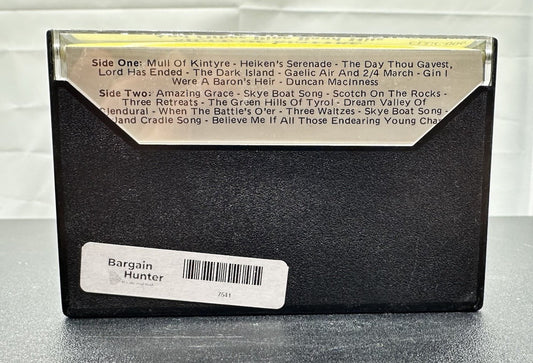 Side One: Mull Of Kintyre - Heiken's Serenade - The Day Thou Gavest,
Lord Has Ended - The Dark Island - Gaelic Air And 2/4 March - Gin I
Were A Baron's Heir - Duncan MacInness
Side Two: Amazing Grace - Skye Boat Song - Scotch On The Rocks -
Three Retreats - The Green Hills Of Tyrol - Dream Valley Of
Glendural - When The Battle's O'er - Three Waltzes - Skye Boat Song -
land Cradle Song - Believe Me If All Those Endearing Young Cha
Bargain
Hunter
7541